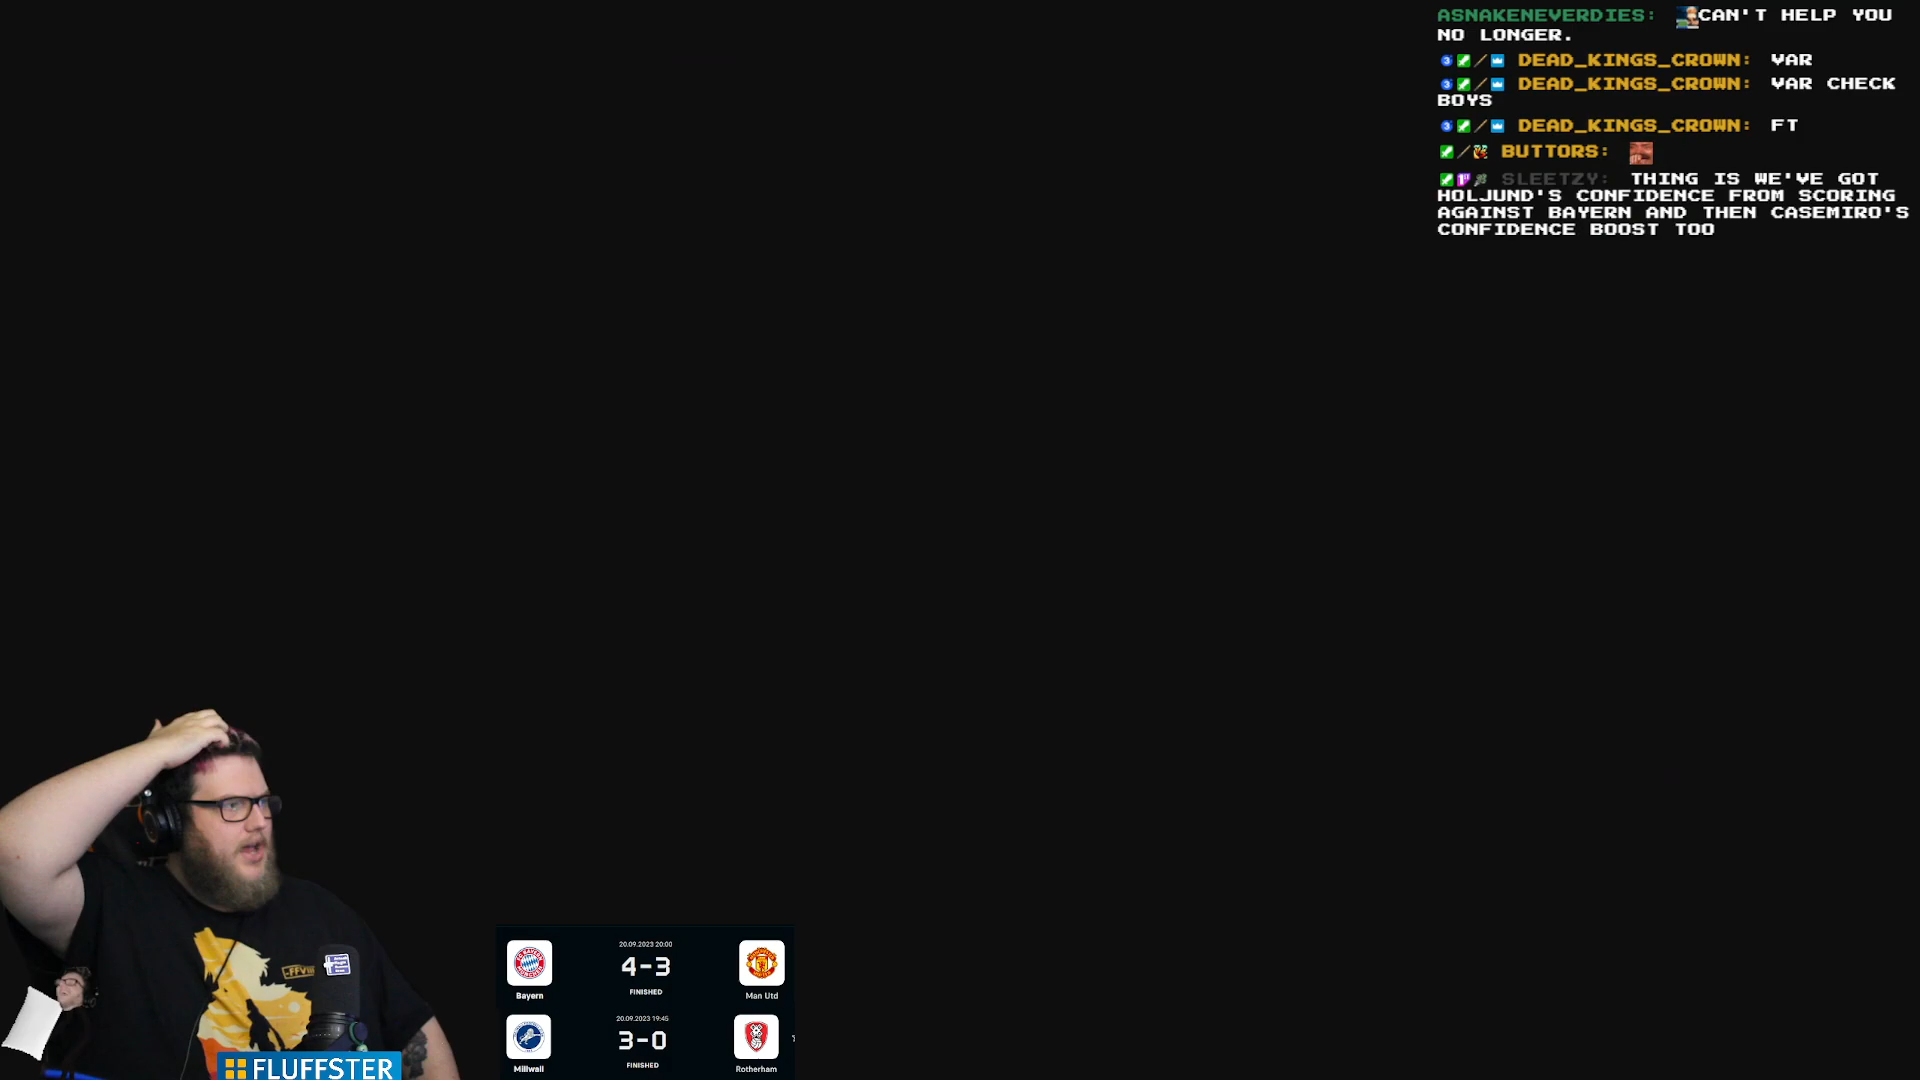 ASNAKENEVERDIES: CAN'T HELP YOU
NO LONGER.
DEAD_KINGS_CROWN: VAR
DEAD_KINGS_CROWN: VAR CHECK
BOYS
DEAD_KINGS_CROWN: FT
BUTTORS:
SLEETZY: THING IS WE'VE GOT
HOLJUND'S CONFIDENCE FROM SCORING
AGAINST BAYERN AND THEN CASEMIRO'S
CONFIDENCE BOOST TOO
-FFVIII
20.09.2023 20:00
4-3
FINISHED
Bayern
Man Utd
20.09.2023 19:45
3-0
FINISHED
Millwall
Rotherham
FLUFFSTER